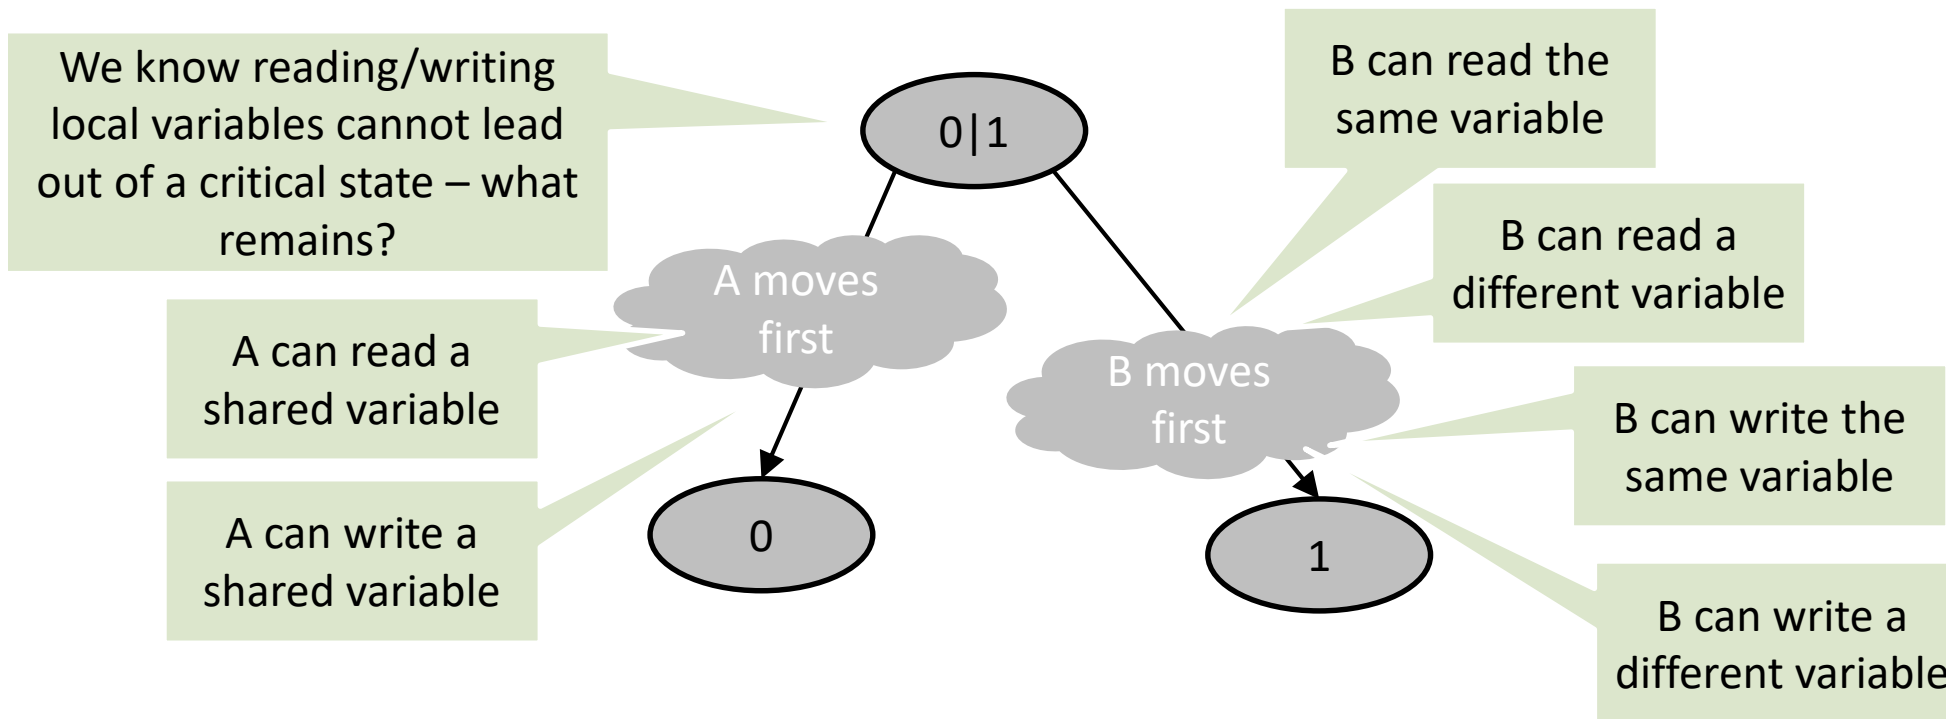 We know reading/writing
local variables cannot lead
out of a critical state – what
remains?
0|1
B can read the
same variable
B can read a
different variable
A moves
first
A can read a
shared variable
B moves
first
B can write the
same variable
A can write a
shared variable
0
1
B can write a
different variable